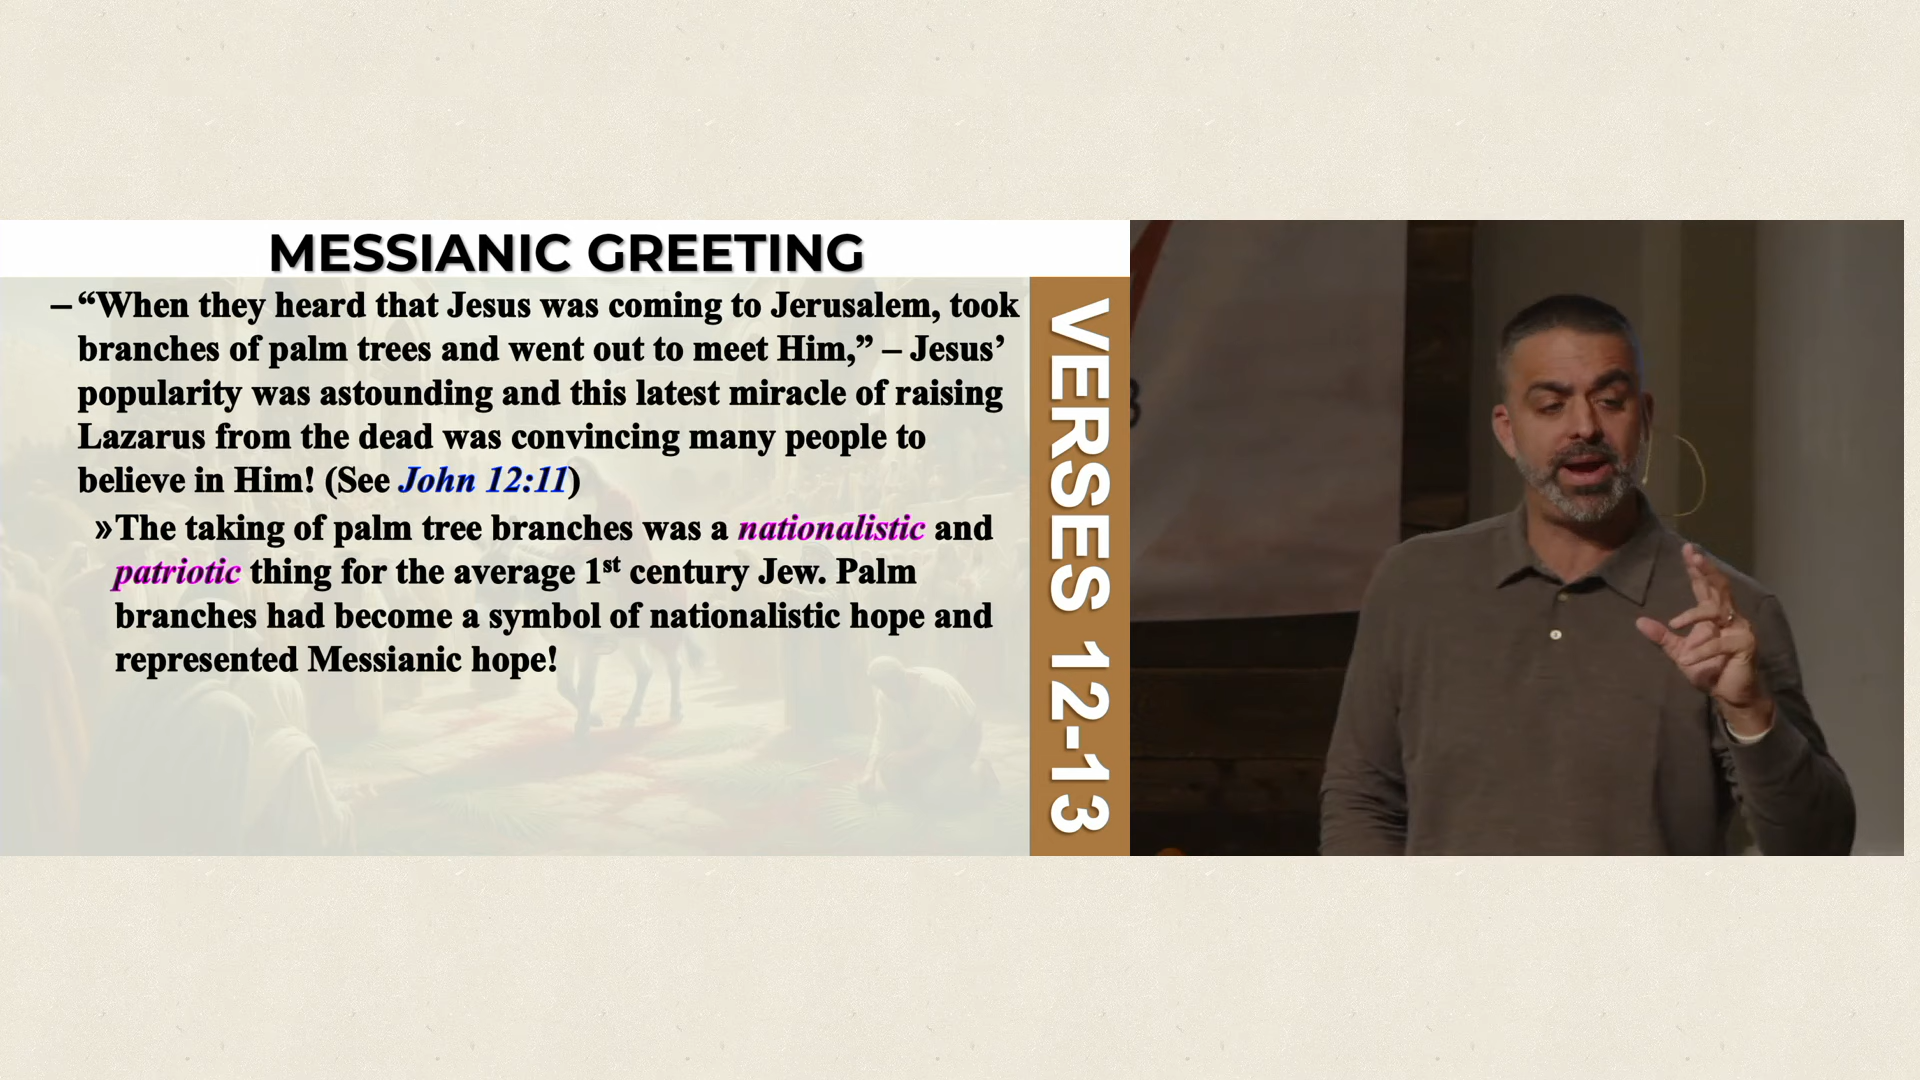 MESSIANIC GREETING
– “When they heard that Jesus was coming to Jerusalem, took
branches of palm trees and went out to meet Him,” – Jesus’
popularity was astounding and this latest miracle of raising
Lazarus from the dead was convincing many people to
believe in Him! (See John 12:11)
»The taking of palm tree branches was a nationalistic and
patriotic thing for the average 1st century Jew. Palm
branches had become a symbol of nationalistic hope and
represented Messianic hope!
VERSES 12-13